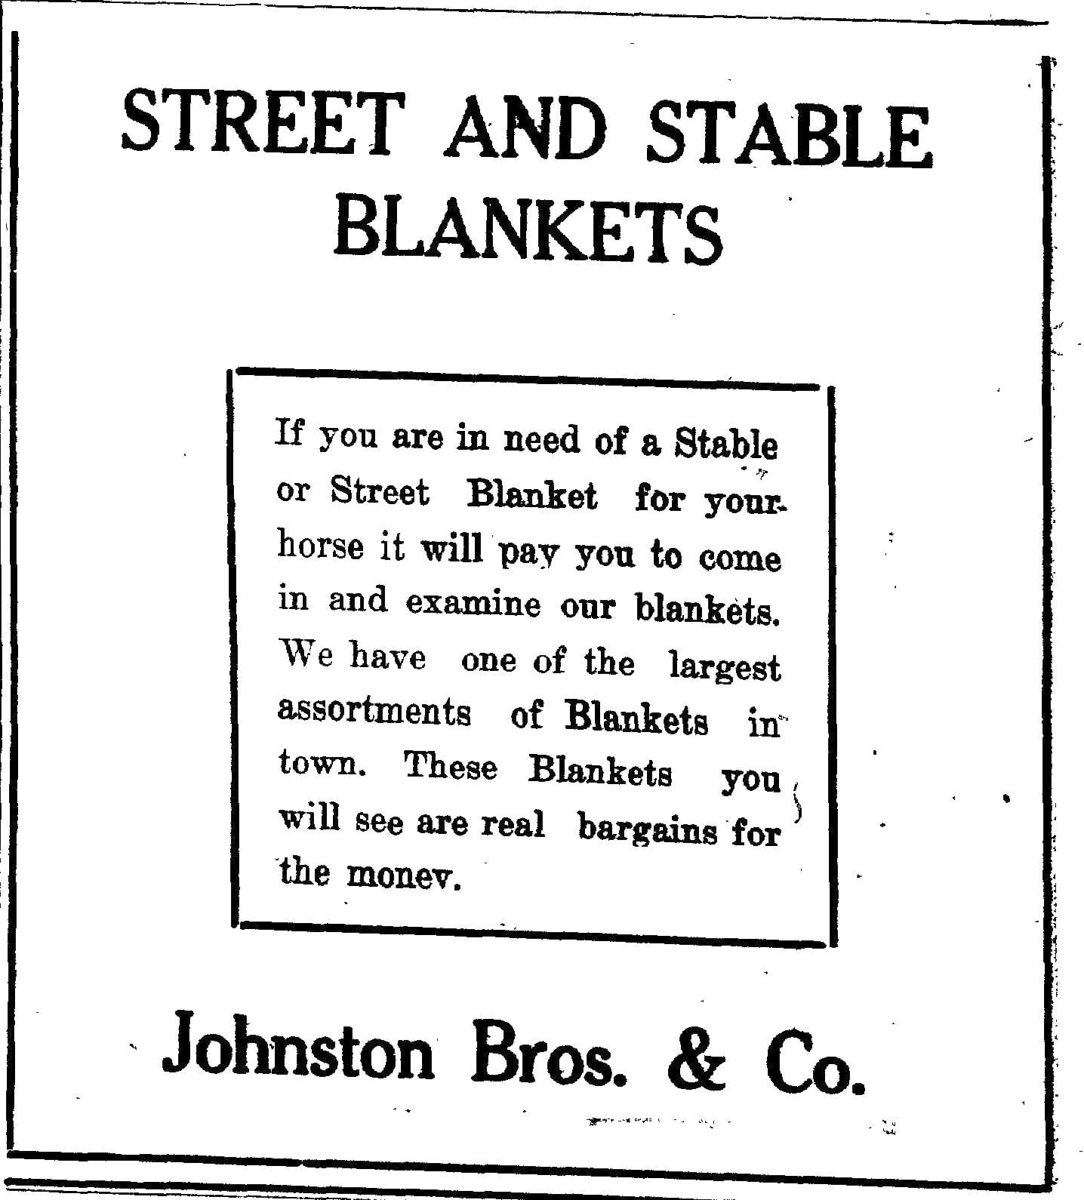 STREET AND STABLE
BLANKETS
If you are in need of a Stable
or Street Blanket for your
horse it will pay you to come
in and examine our blankets.
We have one of the largest
assortments of Blankets in
town. These Blankets you
will see are real bargains for
the money.
Johnston Bros. & Co.